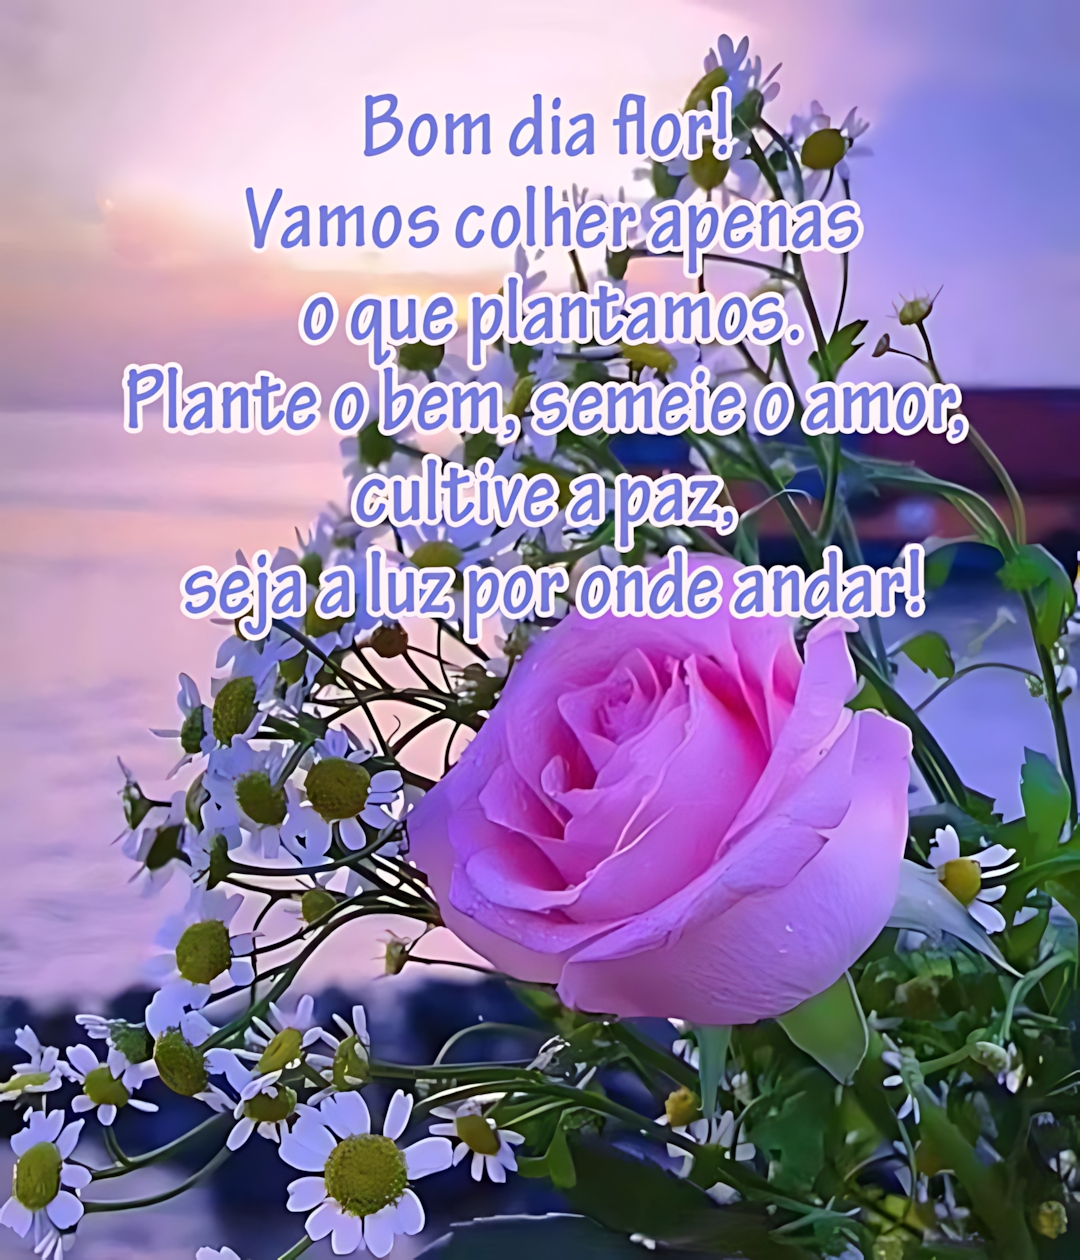 Bom dia flor!
Vamos colher apenas
o que plantamos.
Plante o bem, semeie o amor,
cultive a paz,
seja a luz por onde andar!